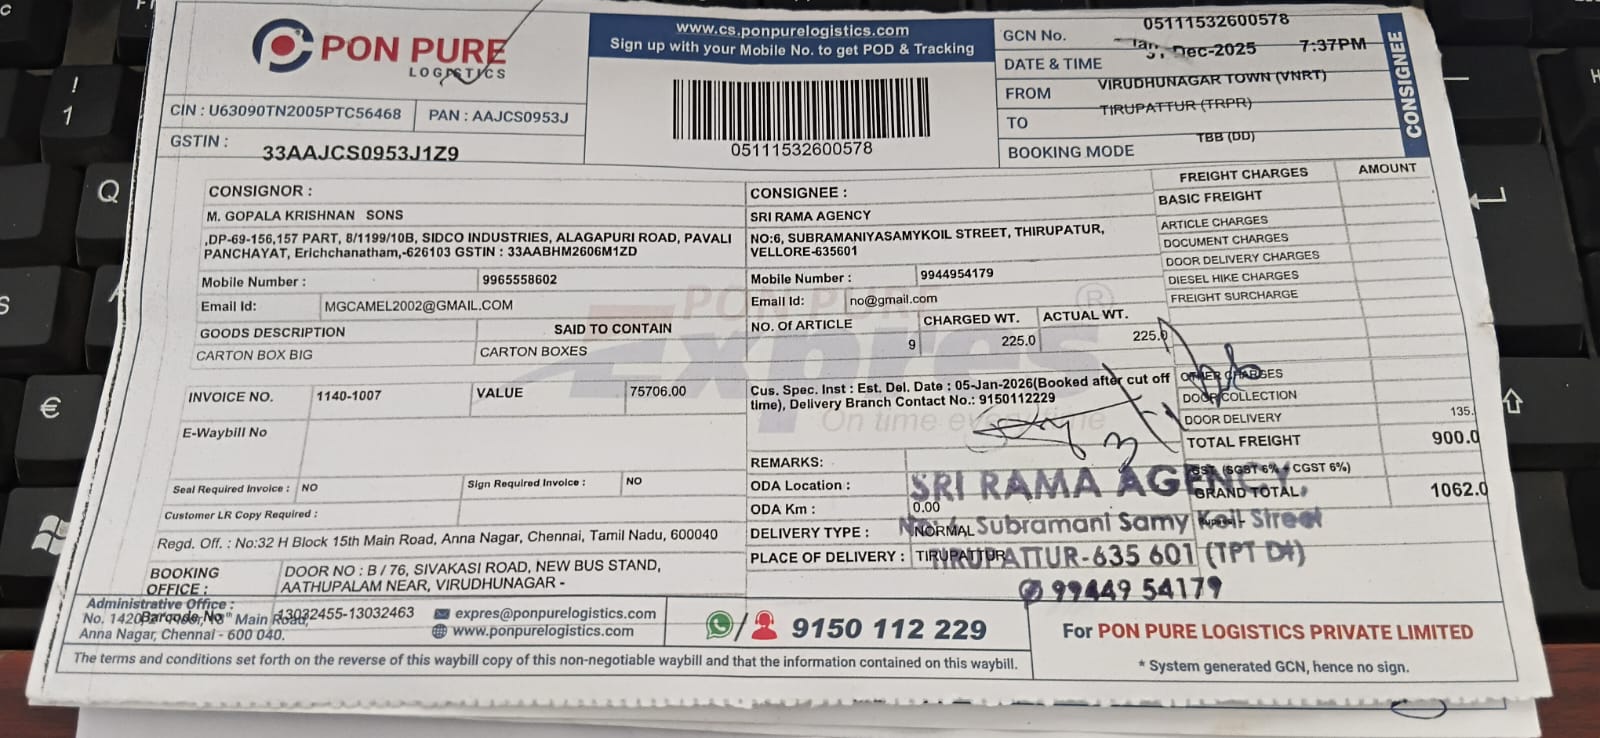 PON PURE
LOGISTICS
CIN : U63090TN2005PTC56468
PAN : AAJCS0953J
GSTIN :
33AAJCS0953J1Z9
www.cs.ponpurelogistics.com
Sign up with your Mobile No. to get POD & Tracking
05111532600578
GCN No.
05111532600578
DATE & TIME
Dec-2025 7:37PM
FROM
VIRUDHUNAGAR TOWN (VNRT)
TO
TIRUPATTUR (TRPR)
BOOKING MODE
TBB (DD)
CONSIGNEE
CONSIGNOR :
M. GOPALA KRISHNAN SONS
,DP-69-156,157 PART, 8/1199/10B, SIDCO INDUSTRIES, ALAGAPURI ROAD, PAVALI
PANCHAYAT, Erichchanatham,-626103 GSTIN : 33AABHM2606M1ZD
Mobile Number :
9965558602
Email Id:
MGCAMEL2002@GMAIL.COM
GOODS DESCRIPTION
SAID TO CONTAIN
CARTON BOX BIG
CARTON BOXES
CONSIGNEE :
SRI RAMA AGENCY
NO:6, SUBRAMANIYASAMYKOIL STREET, THIRUPATUR,
VELLORE-635601
Mobile Number :
9944954179
Email Id:
no@gmail.com
NO. Of ARTICLE
CHARGED WT.
ACTUAL WT.
9
225.0
225.0
PON PURE
Expres
®
On time every time
FREIGHT CHARGES
AMOUNT
BASIC FREIGHT
ARTICLE CHARGES
DOCUMENT CHARGES
DOOR DELIVERY CHARGES
DIESEL HIKE CHARGES
FREIGHT SURCHARGE
OTHER CHARGES
DOOR COLLECTION
DOOR DELIVERY
135.
TOTAL FREIGHT
900.0
GST (SGST 6% + CGST 6%)
GRAND TOTAL
1062.0
INVOICE NO.
1140-1007
VALUE
75706.00
E-Waybill No
Seal Required Invoice :
NO
Sign Required Invoice :
NO
Customer LR Copy Required :
Cus. Spec. Inst : Est. Del. Date : 05-Jan-2026(Booked after cut off
time), Delivery Branch Contact No.: 9150112229
REMARKS:
ODA Location :
ODA Km :
0.00
DELIVERY TYPE :
NORMAL
PLACE OF DELIVERY :
TIRUPATTUR
SRI RAMA AGENCY,
Subramani Samy Koil- Street
TIRUPATTUR-635 601 (TPT Dt)
99449 54179
Regd. Off. : No:32 H Block 15th Main Road, Anna Nagar, Chennai, Tamil Nadu, 600040
BOOKING
OFFICE :
DOOR NO : B / 76, SIVAKASI ROAD, NEW BUS STAND,
AATHUPALAM NEAR, VIRUDHUNAGAR -
Administrative Office :
No. 1420 Main Road,
Anna Nagar, Chennai - 600 040.
Barcode No
13032455-13032463
expres@ponpurelogistics.com
www.ponpurelogistics.com
9150 112 229
For PON PURE LOGISTICS PRIVATE LIMITED
* System generated GCN, hence no sign.
The terms and conditions set forth on the reverse of this waybill copy of this non-negotiable waybill and that the information contained on this waybill.